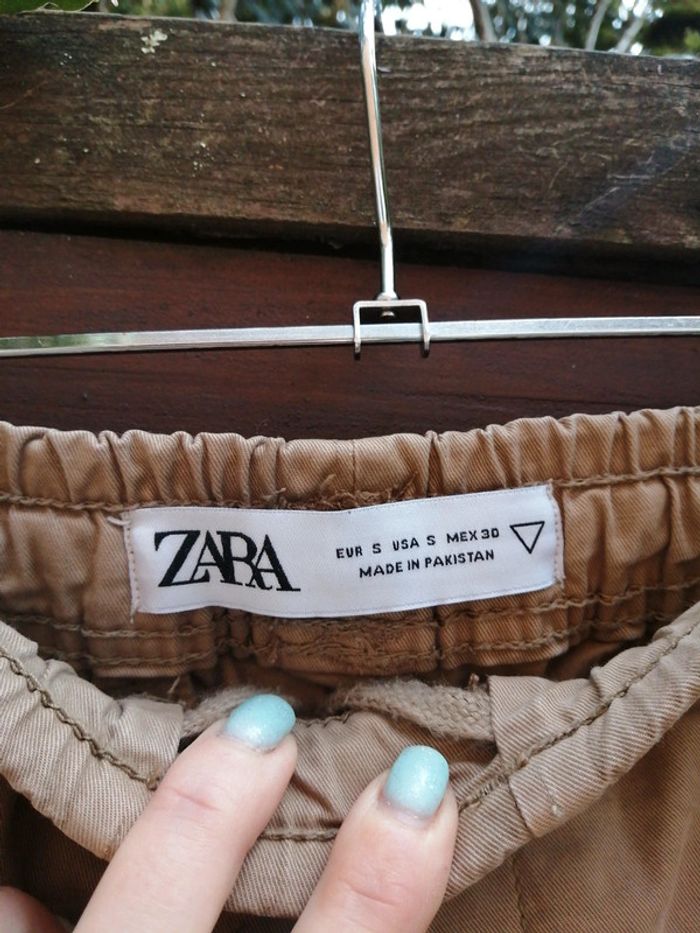 ZARA
EUR S USA S MEX 30
MADE IN PAKISTAN